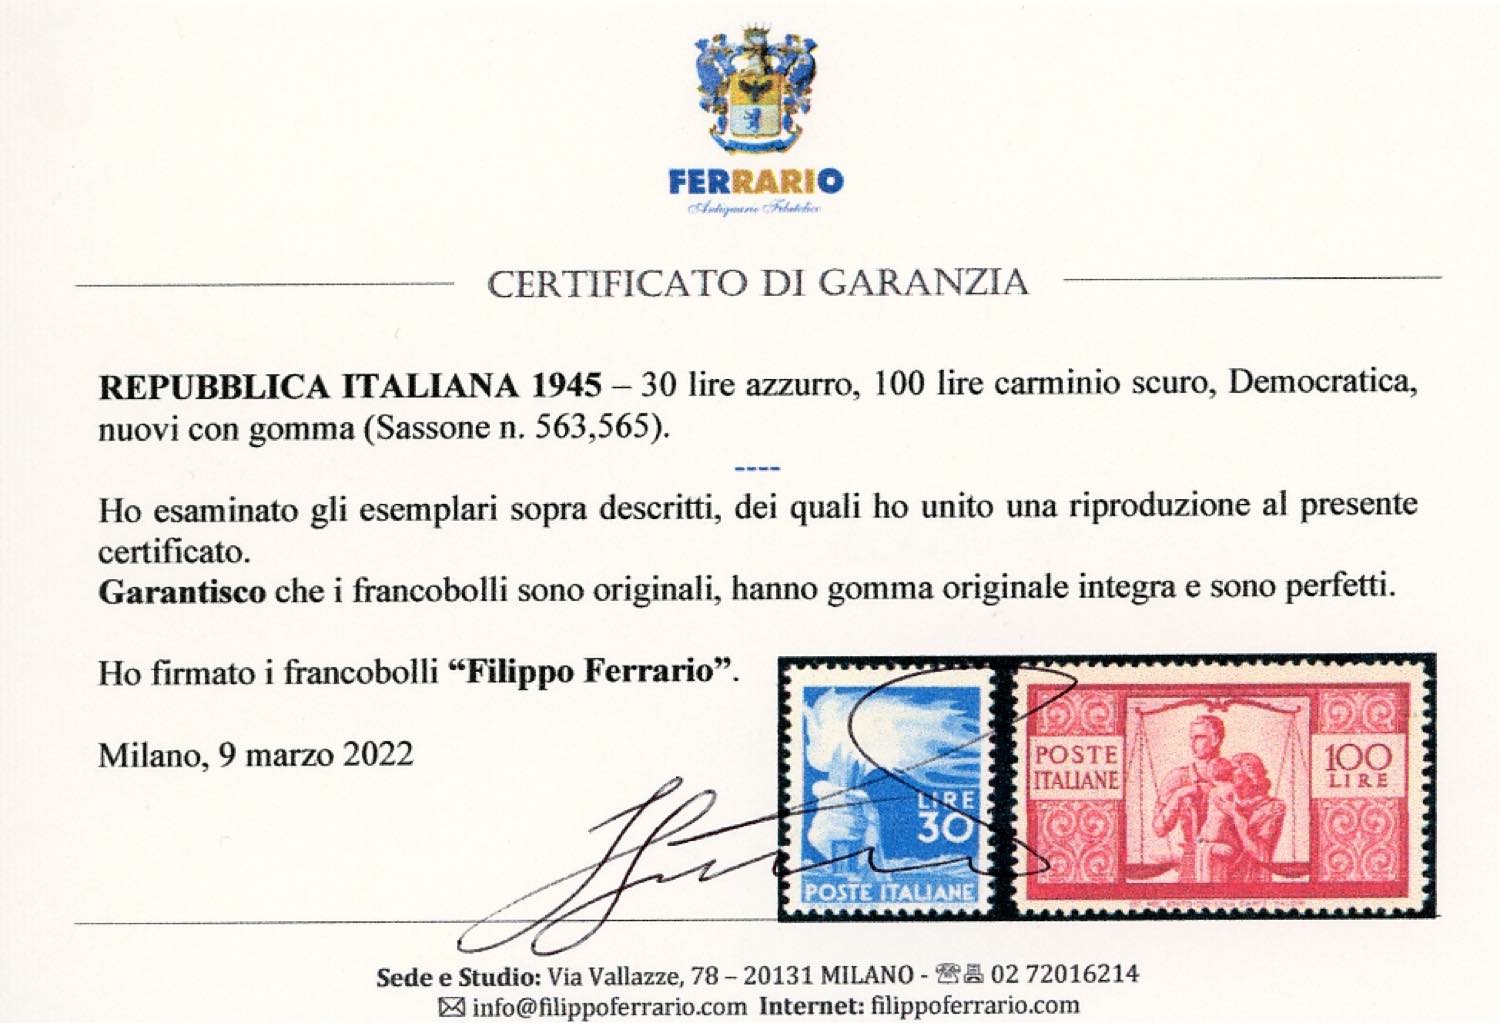 FERRARIO
Antiquario Filatelico
CERTIFICATO DI GARANZIA
REPUBBLICA ITALIANA 1945 – 30 lire azzurro, 100 lire carminio scuro, Democratica,
nuovi con gomma (Sassone n. 563,565).
----
Ho esaminato gli esemplari sopra descritti, dei quali ho unito una riproduzione al presente
certificato.
Garantisco che i francobolli sono originali, hanno gomma originale integra e sono perfetti.
Ho firmato i francobolli “Filippo Ferrario”.
Milano, 9 marzo 2022
LIRE
30
POSTE ITALIANE
POSTE
ITALIANE
100
LIRE
Sede e Studio: Via Vallazze, 78 – 20131 MILANO - 02 72016214
info@filippoferrario.com Internet: filippoferrario.com